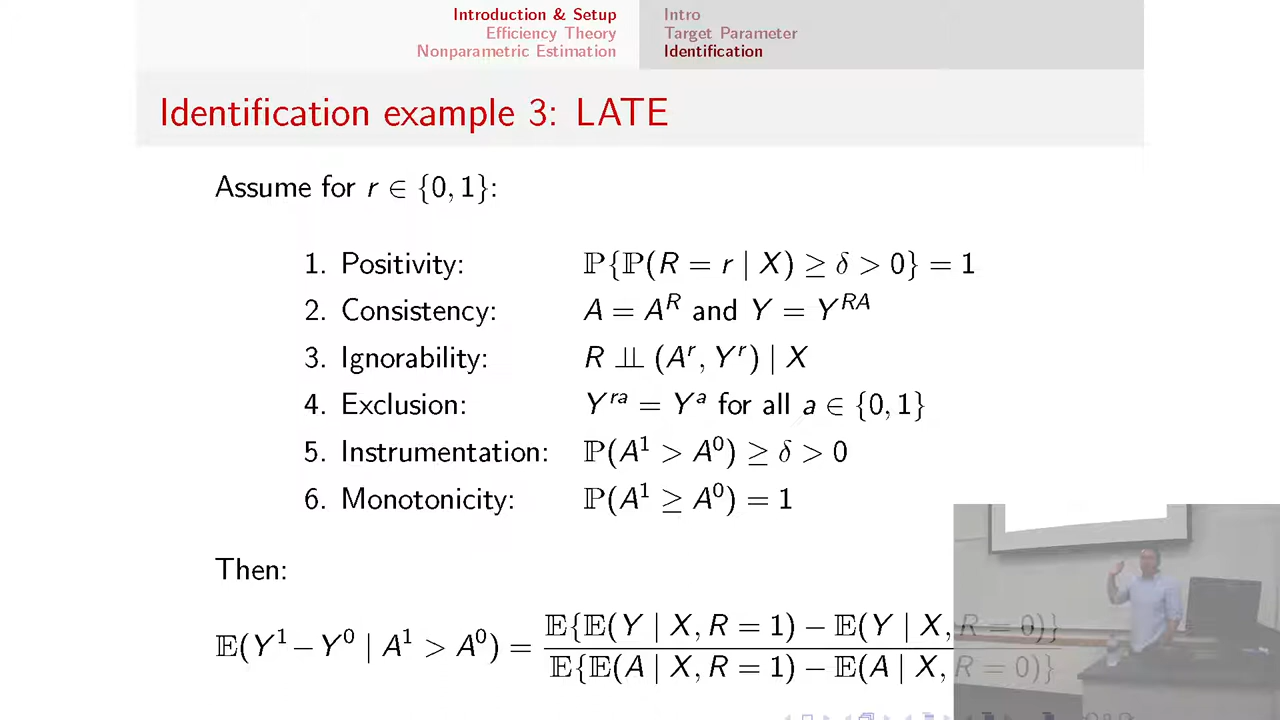 Introduction & Setup
Efficiency Theory
Nonparametric Estimation
Intro
Target Parameter
Identification
Identification example 3: LATE
Assume for r ∈ {0, 1}:
1. Positivity: ℙ{ℙ(R = r | X) ≥ δ > 0} = 1
2. Consistency: A = A^R and Y = Y^{RA}
3. Ignorability: R ⫫ (A^r, Y^r) | X
4. Exclusion: Y^{ra} = Y^a for all a ∈ {0, 1}
5. Instrumentation: ℙ(A^1 > A^0) ≥ δ > 0
6. Monotonicity: ℙ(A^1 ≥ A^0) = 1
Then:
𝔼(Y^1 − Y^0 | A^1 > A^0) = 𝔼{𝔼(Y | X, R = 1) − 𝔼(Y | X, R = 0)}
𝔼{𝔼(A | X, R = 1) − 𝔼(A | X, R = 0)}